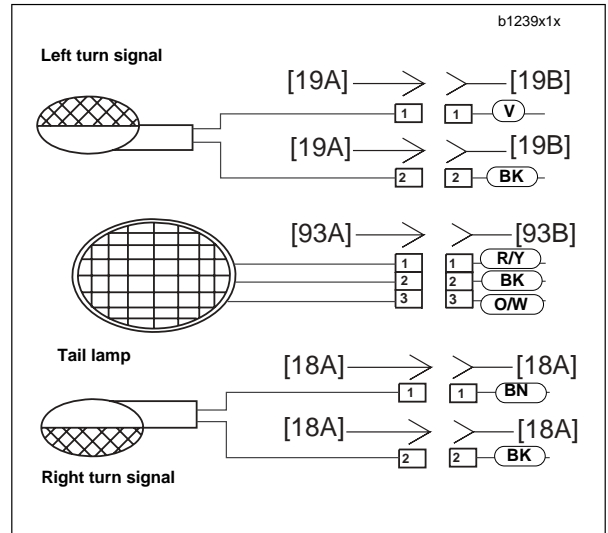 b1239x1x
Left turn signal
[19A] [19B]
1 1 V
[19A] [19B]
2 2 BK
[93A] [93B]
1 1 R/Y
2 2 BK
3 3 O/W
Tail lamp
[18A] [18A]
1 1 BN
[18A] [18A]
2 2 BK
Right turn signal